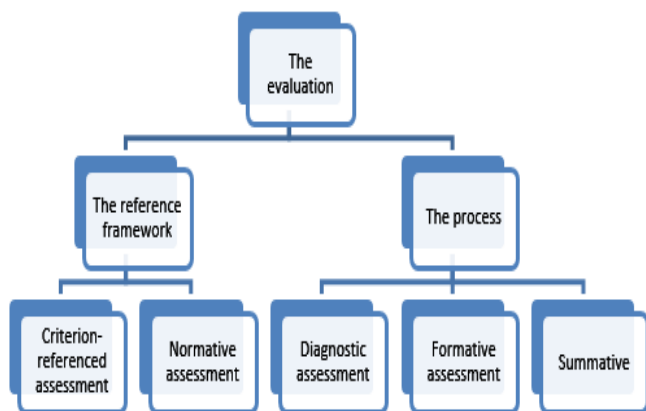 The
evaluation
The reference
framework
The process
Criterion-
referenced
assessment
Normative
assessment
Diagnostic
assessment
Formative
assessment
Summative